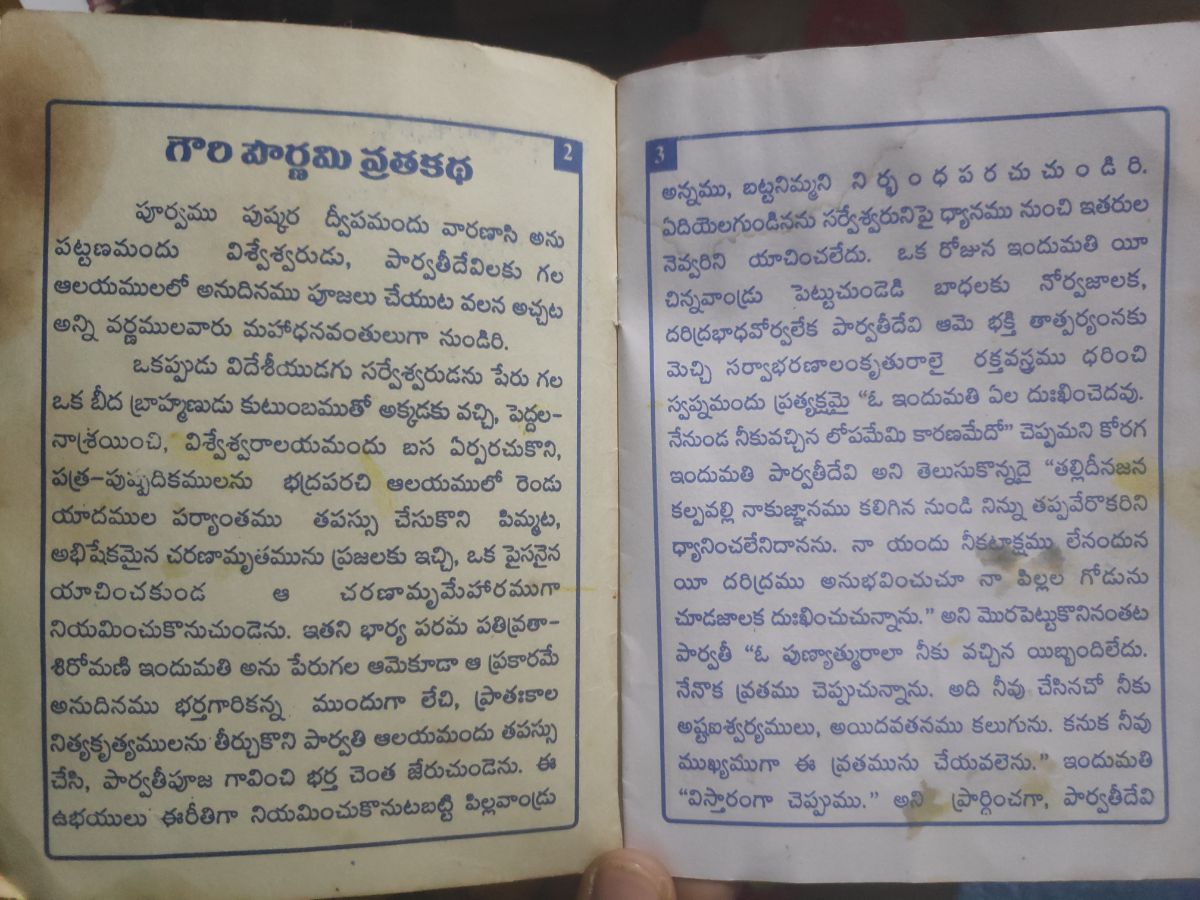 2
గౌరి పౌర్ణమి వ్రతకథ
పూర్వము పుష్కర ద్వీపమందు వారణాసి అను
పట్టణమందు విశ్వేశ్వరుడు, పార్వతీదేవిలకు గల
ఆలయములలో అనుదినము పూజలు చేయుట వలన అచ్చట
అన్ని వర్ణములవారు మహాధనవంతులుగా నుండిరి.
ఒకప్పుడు విదేశీయుడగు సర్వేశ్వరుడను పేరు గల
ఒక బీద బ్రాహ్మణుడు కుటుంబముతో అక్కడకు వచ్చి, పెద్దల-
నాశ్రయించి, విశ్వేశ్వరాలయమందు బస ఏర్పరచుకొని,
పత్ర-పుష్పదికములను భద్రపరచి ఆలయములో రెండు
యాదముల పర్యాంతము తపస్సు చేసుకొని పిమ్మట,
అభిషేకమైన చరణామృతమును ప్రజలకు ఇచ్చి, ఒక పైసనైన
యాచించకుండ ఆ చరణామృమేహారముగా
నియమించుకొనుచుండెను. ఇతని భార్య పరమ పతివ్రతా-
శిరోమణి ఇందుమతి అను పేరుగల ఆమెకూడా ఆ ప్రకారమే
అనుదినము భర్తగారికన్న ముందుగా లేచి, ప్రాతఃకాల
నిత్యకృత్యములను తీర్చుకొని పార్వతి ఆలయమందు తపస్సు
చేసి, పార్వతీపూజ గావించి భర్త చెంత జేరుచుండెను. ఈ
ఉభయులు ఈరీతిగా నియమించుకొనుటబట్టి పిల్లవాండ్రు
3
అన్నము, బట్టనిమ్మని ని ర్భ ం ధ ప ర చు చు ం డి రి.
ఏదియెలగుండినను సర్వేశ్వరునిపై ధ్యానము నుంచి ఇతరుల
నెవ్వరిని యాచించలేదు. ఒక రోజున ఇందుమతి యీ
చిన్నవాండ్రు పెట్టుచుండెడి బాధలకు నోర్వజాలక,
దరిద్రభాధవోర్వలేక పార్వతీదేవి ఆమె భక్తి తాత్పర్యంనకు
మెచ్చి సర్వాభరణాలంకృతురాలై రక్తవస్త్రము ధరించి
స్వప్నమందు ప్రత్యక్షమై “ఓ ఇందుమతి ఏల దుఃఖించెదవు.
నేనుండ నీకువచ్చిన లోపమేమి కారణమేదో” చెప్పుమని కోరగ
ఇందుమతి పార్వతీదేవి అని తెలుసుకొన్నదై “తల్లిదీనజన
కల్పవల్లి నాకుజ్ఞానము కలిగిన నుండి నిన్ను తప్పవేరొకరిని
ధ్యానించలేనిదానను. నా యందు నీకటాక్షము లేనందున
యీ దరిద్రము అనుభవించుచూ నా పిల్లల గోడును
చూడజాలక దుఃఖించుచున్నాను.” అని మొరపెట్టుకొనినంతట
పార్వతీ “ఓ పుణ్యాత్మురాలా నీకు వచ్చిన యిబ్బందిలేదు.
నేనొక వ్రతము చెప్పుచున్నాను. అది నీవు చేసినచో నీకు
అష్టఐశ్వర్యములు, అయిదవతనము కలుగును. కనుక నీవు
ముఖ్యముగా ఈ వ్రతమును చేయవలెను.” ఇందుమతి
“విస్తారంగా చెప్పుము.” అని ప్రార్థించగా, పార్వతీదేవి